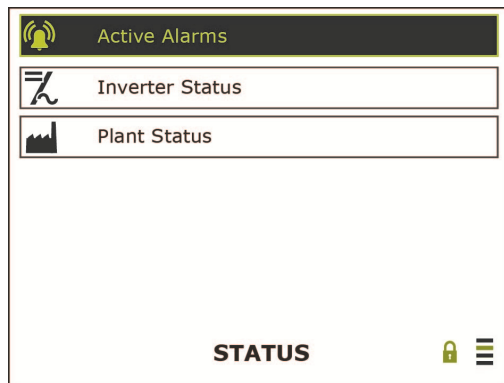 Active Alarms
Inverter Status
Plant Status
STATUS